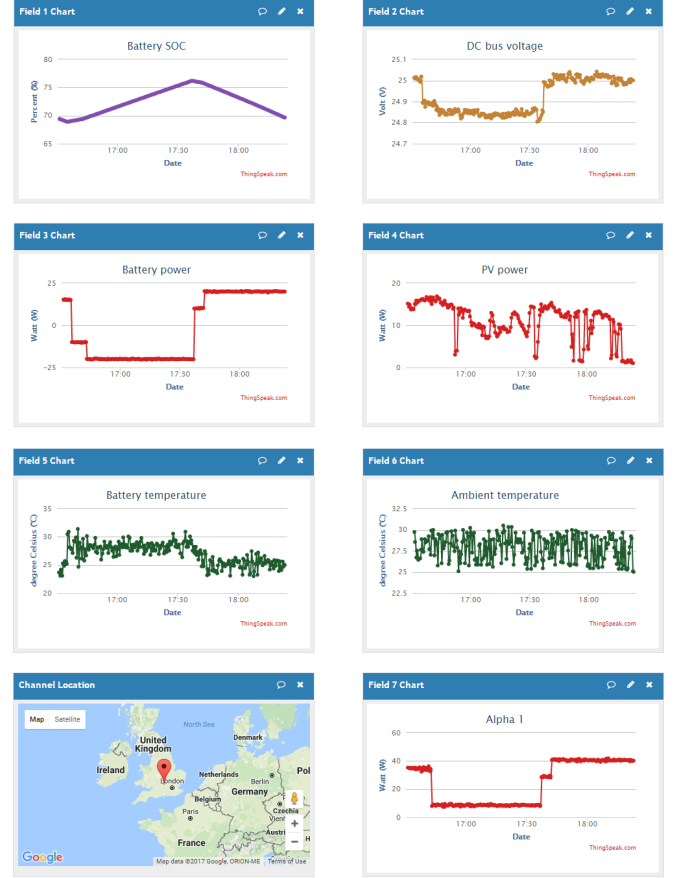 Field 1 Chart
Battery SOC
Percent (%)
80
75
70
65
17:00 17:30 18:00
Date
ThingSpeak.com
Field 2 Chart
DC bus voltage
Volt (V)
25.1
25
24.9
24.8
24.7
17:00 17:30 18:00
Date
ThingSpeak.com
Field 3 Chart
Battery power
Watt (W)
25
0
-25
17:00 17:30 18:00
Date
ThingSpeak.com
Field 4 Chart
PV power
Watt (W)
20
10
0
17:00 17:30 18:00
Date
ThingSpeak.com
Field 5 Chart
Battery temperature
degree Celsius (°C)
35
30
25
20
17:00 17:30 18:00
Date
ThingSpeak.com
Field 6 Chart
Ambient temperature
degree Celsius (°C)
32.5
30
27.5
25
22.5
17:00 17:30 18:00
Date
ThingSpeak.com
Channel Location
Map Satellite
North Sea
United
Kingdom
Denmark
Ireland
London
Netherlands
Berlin
Pol
Belgium
Germany
Paris
Czechia
Vien
Austri
H
France
Google
Map data ©2017 Google, ORION-ME Terms of Use
Field 7 Chart
Alpha 1
Watt (W)
60
40
20
0
17:00 17:30 18:00
Date
ThingSpeak.com